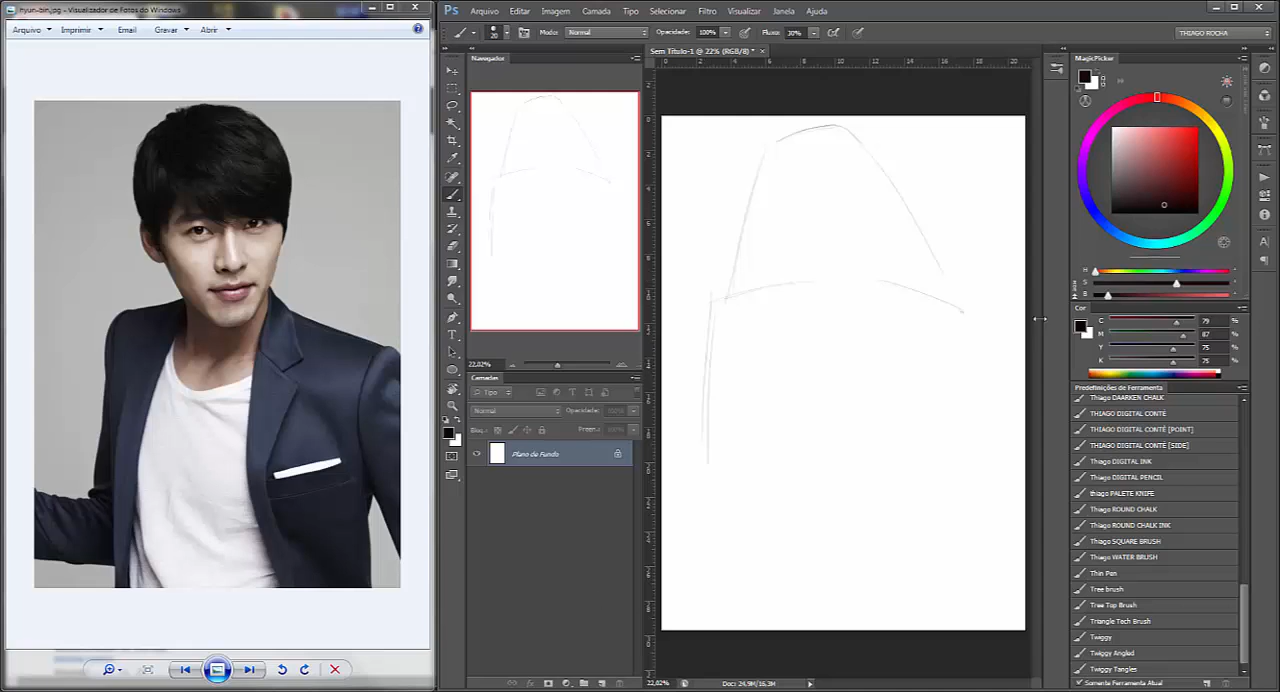 hyun-bin.jpg - Visualizador de Fotos do Windows
Arquivo Imprimir Email Gravar Abrir
Ps Arquivo Editar Imagem Camada Tipo Selecionar Filtro Visualizar Janela Ajuda
20 Modo: Normal Opacidade: 100% Fluxo: 30% THIAGO ROCHA
Sem Título-1 @ 22% (RGB/8) * ×
Navegador
22,02%
Camadas
Tipo
Normal Opacidade: 100%
Preen.: 100%
Plano de Fundo
22,02% Doc: 24,9M/16,3M
MagicPicker
H
S
B
Cor
C 79 %
M 87 %
Y 75 %
K 75 %
Predefinições de Ferramenta
Thiago DAARKEN CHALK
THIAGO DIGITAL CONTÉ
THIAGO DIGITAL CONTÉ [POINT]
THIAGO DIGITAL CONTÉ [SIDE]
Thiago DIGITAL INK
Thiago DIGITAL PENCIL
thiago PALETE KNIFE
Thiago ROUND CHALK
Thiago ROUND CHALK INK
Thiago SQUARE BRUSH
Thiago WATER BRUSH
Thin Pen
Tree brush
Tree Top Brush
Triangle Tech Brush
Twiggy
Twiggy Angled
Twiggy Tangles
Somente Ferramenta Atual